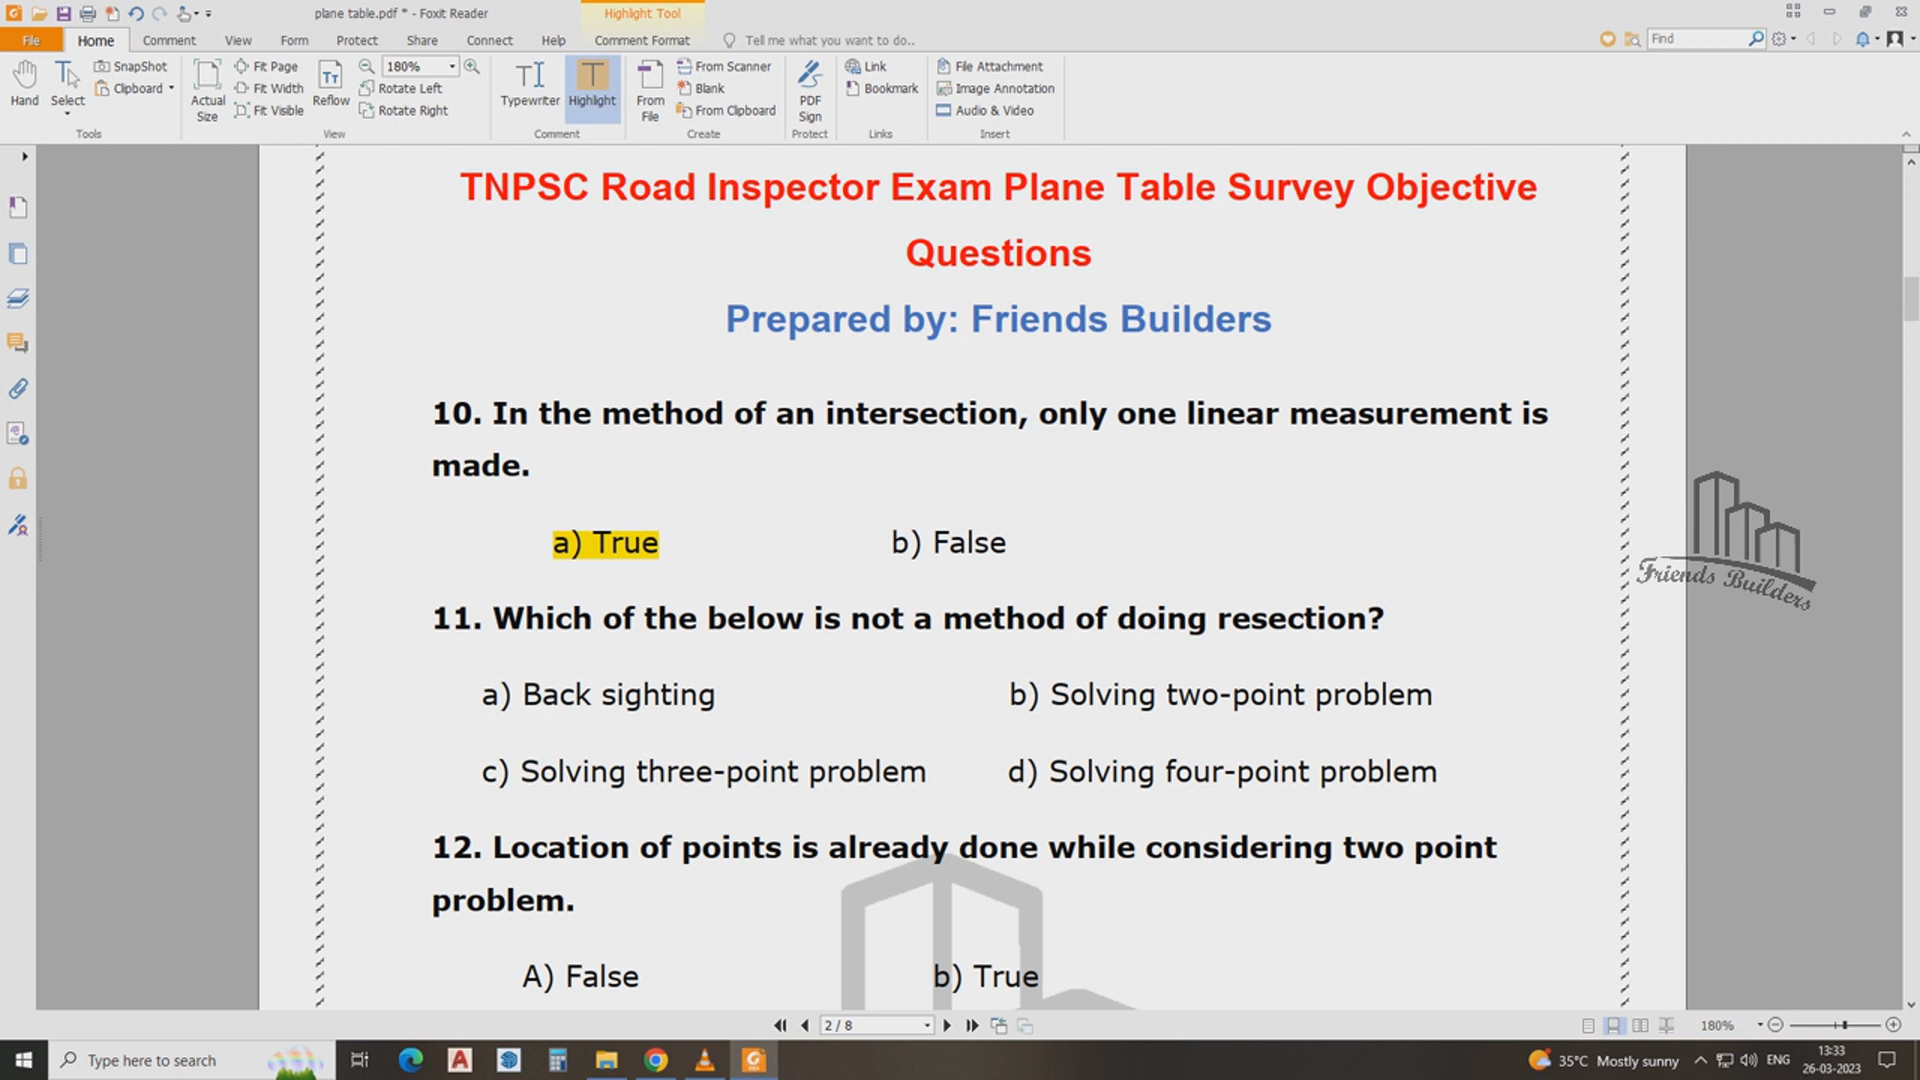 plane table.pdf * - Foxit Reader
Highlight Tool
File
Home
Comment
View
Form
Protect
Share
Connect
Help
Comment Format
Tell me what you want to do..
Find
Hand
Select
SnapShot
Clipboard
Tools
Actual Size
Fit Page
Fit Width
Fit Visible
Reflow
180%
Rotate Left
Rotate Right
View
Typewriter
Highlight
Comment
From File
From Scanner
Blank
From Clipboard
Create
PDF Sign
Protect
Link
Bookmark
Links
File Attachment
Image Annotation
Audio & Video
Insert
TNPSC Road Inspector Exam Plane Table Survey Objective
Questions
Prepared by: Friends Builders
10. In the method of an intersection, only one linear measurement is
made.
a) True b) False
11. Which of the below is not a method of doing resection?
a) Back sighting b) Solving two-point problem
c) Solving three-point problem d) Solving four-point problem
12. Location of points is already done while considering two point
problem.
A) False b) True
Friends Builders
2 / 8
180%
Type here to search
35°C Mostly sunny
ENG
13:33
26-03-2023